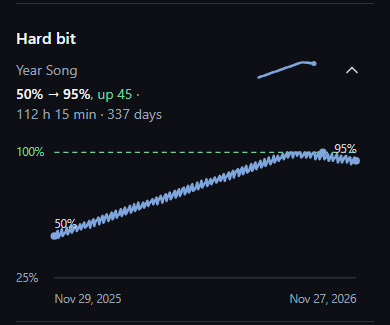 Hard bit
Year Song
50% → 95%, up 45 ·
112 h 15 min · 337 days
100%
95%
50%
25%
Nov 29, 2025
Nov 27, 2026